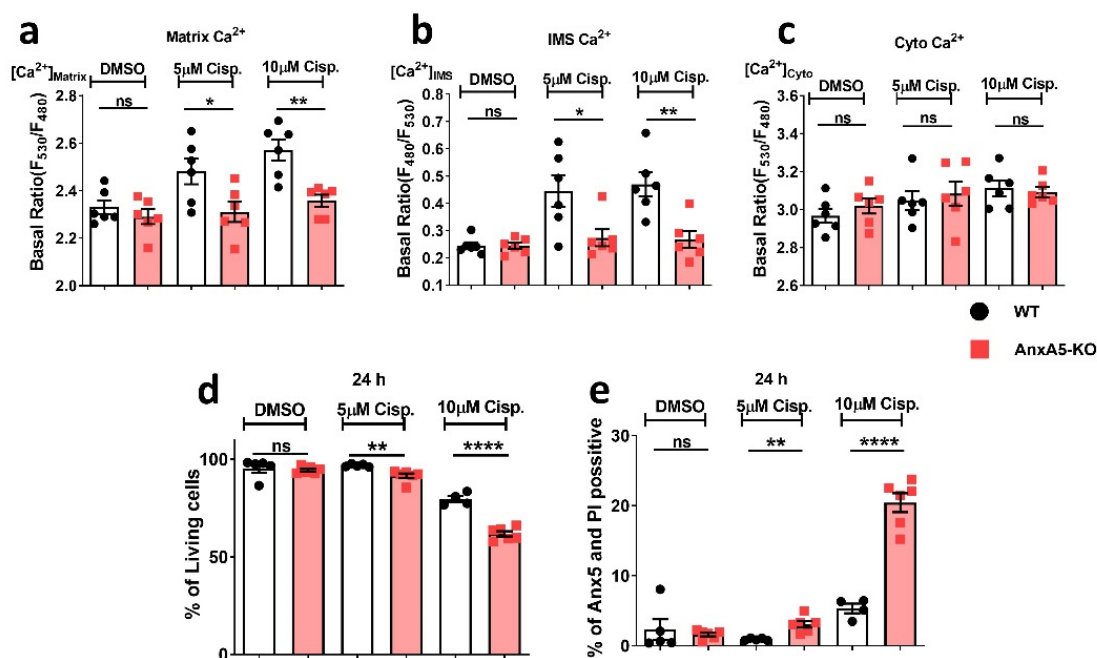 a
Matrix Ca²⁺
[Ca²⁺]Matrix
DMSO
5μM Cisp.
10μM Cisp.
ns
*
**
Basal Ratio(F530/F480)
2.8
2.6
2.4
2.2
2.0
b
IMS Ca²⁺
[Ca²⁺]IMS
DMSO
5μM Cisp.
10μM Cisp.
ns
*
**
Basal Ratio(F480/F530)
0.8
0.7
0.6
0.5
0.4
0.3
0.2
0.1
c
Cyto Ca²⁺
[Ca²⁺]Cyto
DMSO
5μM Cisp.
10μM Cisp.
ns
ns
ns
Basal Ratio(F530/F480)
3.6
3.4
3.2
3.0
2.8
2.6
WT
AnxA5-KO
d
24 h
DMSO
5μM Cisp.
10μM Cisp.
ns
**
****
% of Living cells
100
50
0
e
24 h
DMSO
5μM Cisp.
10μM Cisp.
ns
**
****
% of Anx5 and PI possitive
30
20
10
0